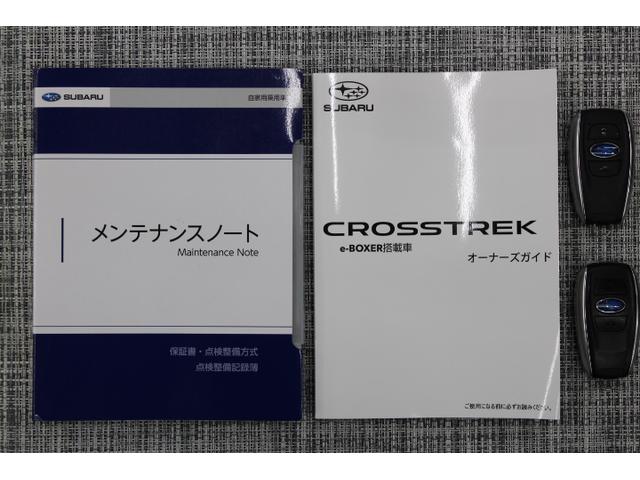 SUBARU
自家用乗用車
メンテナンスノート
Maintenance Note
保証書・点検整備方式
点検整備記録簿
SUBARU
CROSSTREK
e-BOXER搭載車
オーナーズガイド
ご使用になる前に必ずお読みください。